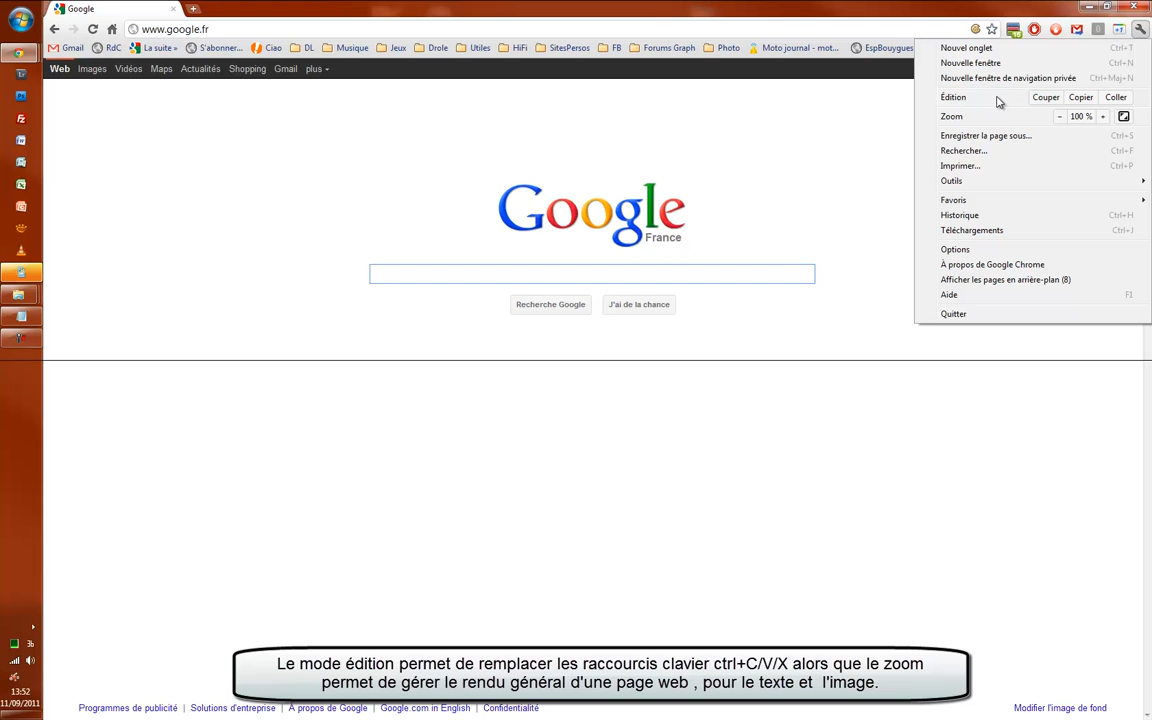 Google
www.google.fr
Gmail RdC La suite » S'abonner... Ciao DL Musique Jeux Drole Utiles HiFi SitesPersos FB Forums Graph Photo Moto journal - mot... EspBouygues
Web Images Vidéos Maps Actualités Shopping Gmail plus
Nouvel onglet Ctrl+T
Nouvelle fenêtre Ctrl+N
Nouvelle fenêtre de navigation privée Ctrl+Maj+N
Édition Couper Copier Coller
Zoom − 100 % +
Enregistrer la page sous... Ctrl+S
Rechercher... Ctrl+F
Imprimer... Ctrl+P
Outils
Favoris
Historique Ctrl+H
Téléchargements Ctrl+J
Options
À propos de Google Chrome
Afficher les pages en arrière-plan (8)
Aide F1
Quitter
Google
France
Recherche Google J'ai de la chance
Le mode édition permet de remplacer les raccourcis clavier ctrl+C/V/X alors que le zoom
permet de gérer le rendu général d'une page web , pour le texte et l'image.
13:52
11/09/2011
Programmes de publicité Solutions d'entreprise À propos de Google Google.com in English Confidentialité Modifier l'image de fond